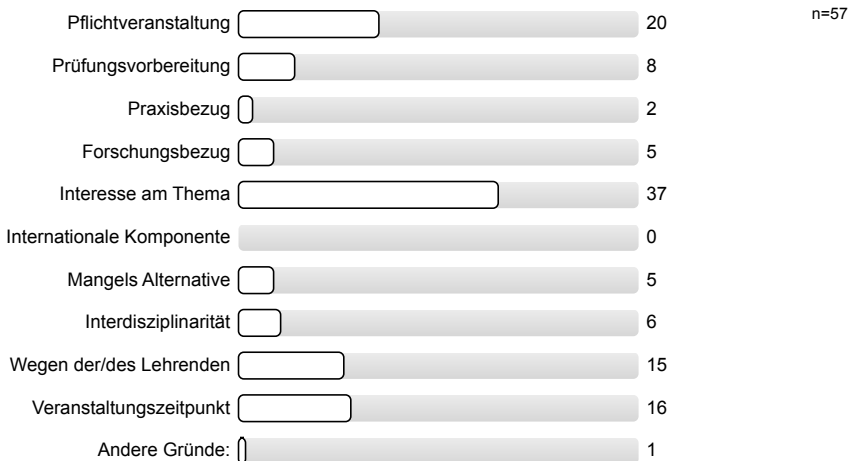 Pflichtveranstaltung 20 n=57
Prüfungsvorbereitung 8
Praxisbezug 2
Forschungsbezug 5
Interesse am Thema 37
Internationale Komponente 0
Mangels Alternative 5
Interdisziplinarität 6
Wegen der/des Lehrenden 15
Veranstaltungszeitpunkt 16
Andere Gründe: 1